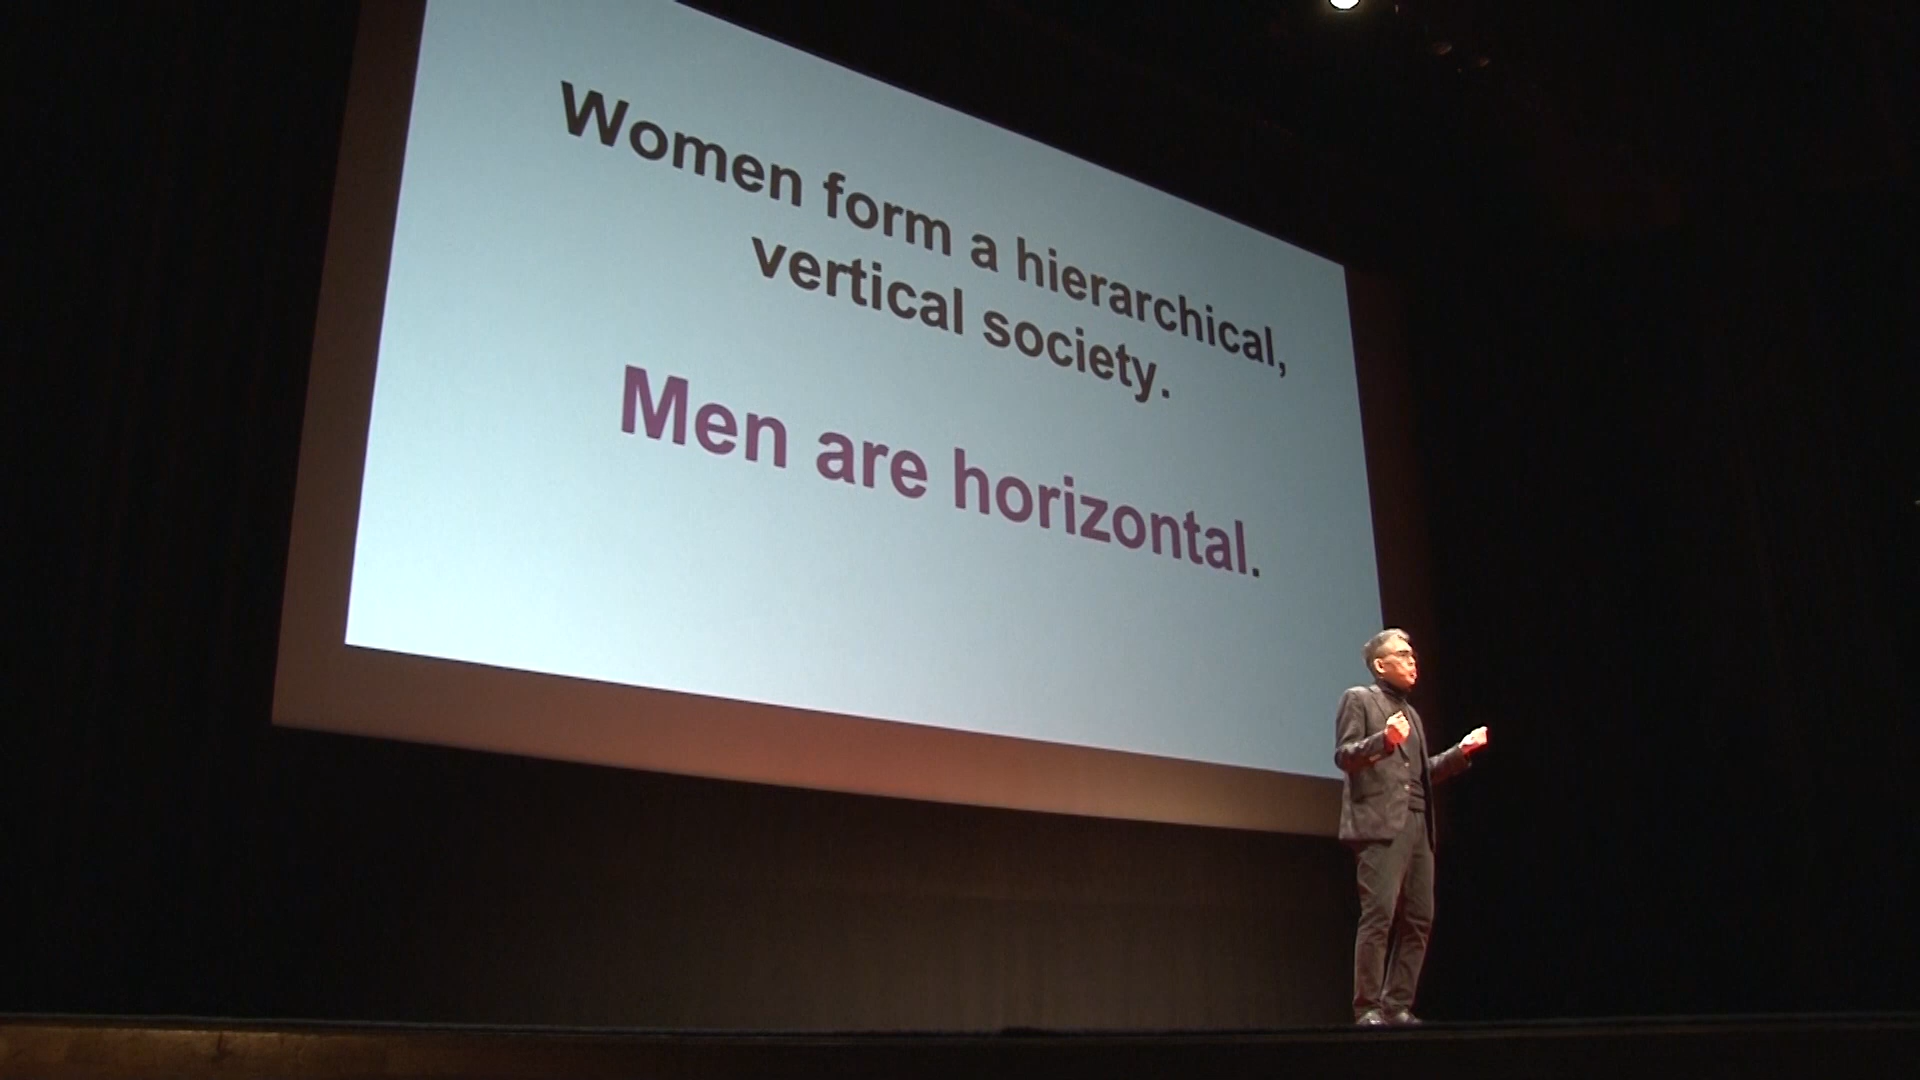 Women form a hierarchical,
vertical society.
Men are horizontal.